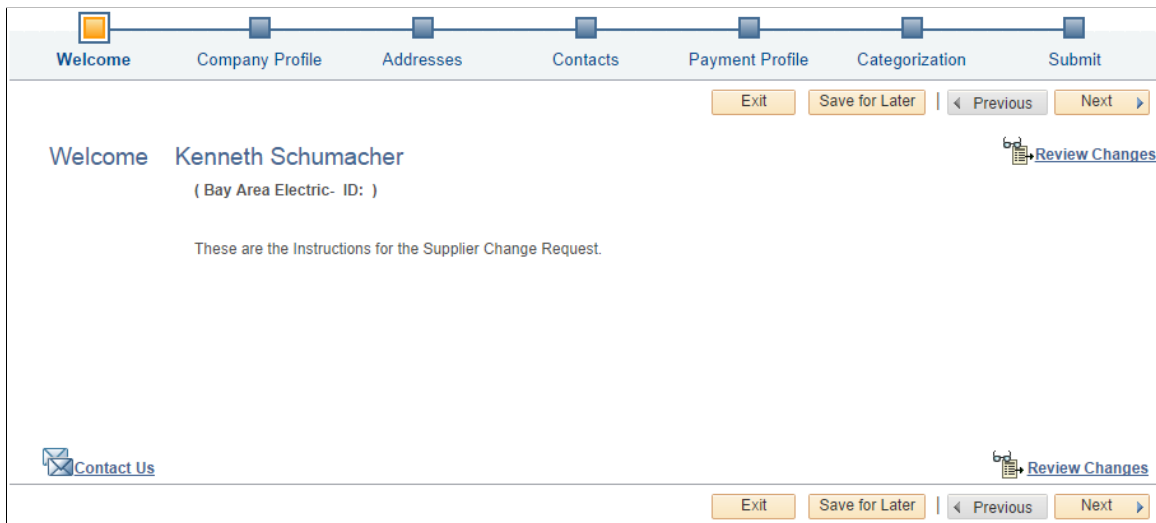 Welcome Company Profile Addresses Contacts Payment Profile Categorization Submit
Exit Save for Later | Previous Next
Welcome Kenneth Schumacher Review Changes
( Bay Area Electric- ID: )
These are the Instructions for the Supplier Change Request.
Contact Us Review Changes
Exit Save for Later | Previous Next